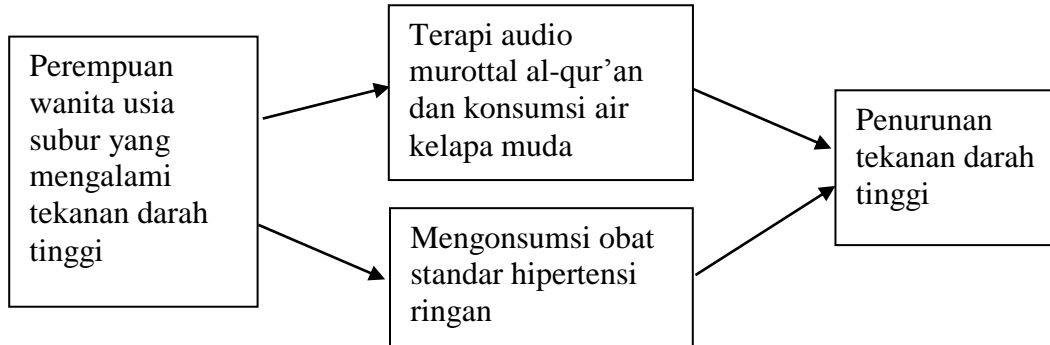 Perempuan
wanita usia
subur yang
mengalami
tekanan darah
tinggi
Terapi audio
murottal al-qur’an
dan konsumsi air
kelapa muda
Mengonsumsi obat
standar hipertensi
ringan
Penurunan
tekanan darah
tinggi